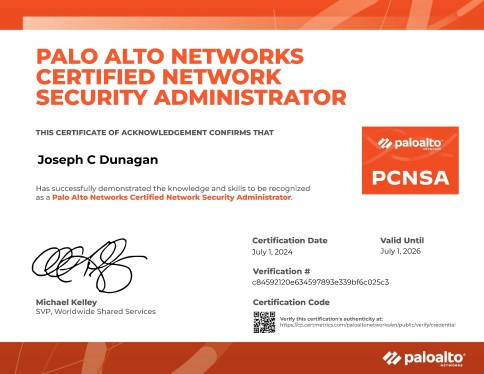 PALO ALTO NETWORKS
CERTIFIED NETWORK
SECURITY ADMINISTRATOR
THIS CERTIFICATE OF ACKNOWLEDGEMENT CONFIRMS THAT
Joseph C Dunagan
Has successfully demonstrated the knowledge and skills to be recognized
as a Palo Alto Networks Certified Network Security Administrator.
paloalto
NETWORKS
PCNSA
Certification Date
July 1, 2024
Valid Until
July 1, 2026
Verification #
c84592120e634597893e339bf6c025c3
Michael Kelley
SVP, Worldwide Shared Services
Certification Code
Verify this certification's authenticity at:
https://cp.certmetrics.com/paloaltonetworks/en/public/verify/credential
paloalto
NETWORKS